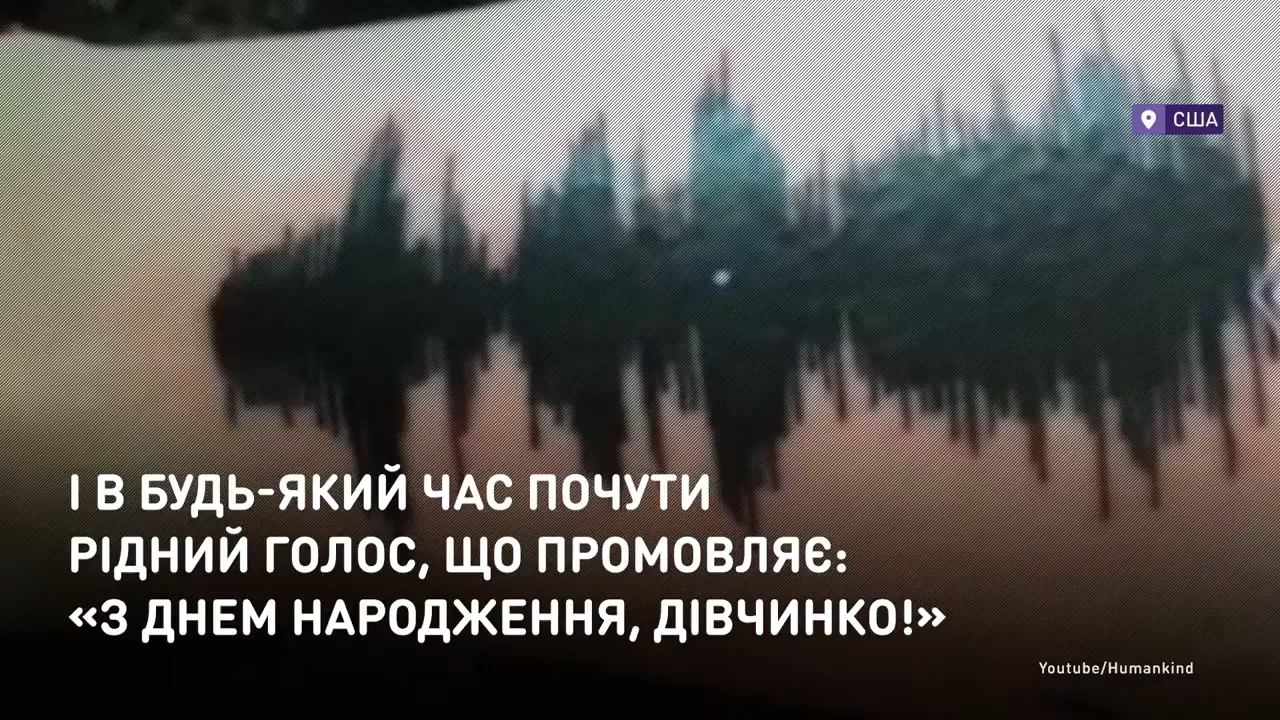 США
І В БУДЬ-ЯКИЙ ЧАС ПОЧУТИ
РІДНИЙ ГОЛОС, ЩО ПРОМОВЛЯЄ:
«З ДНЕМ НАРОДЖЕННЯ, ДІВЧИНКО!»
Youtube/Humankind